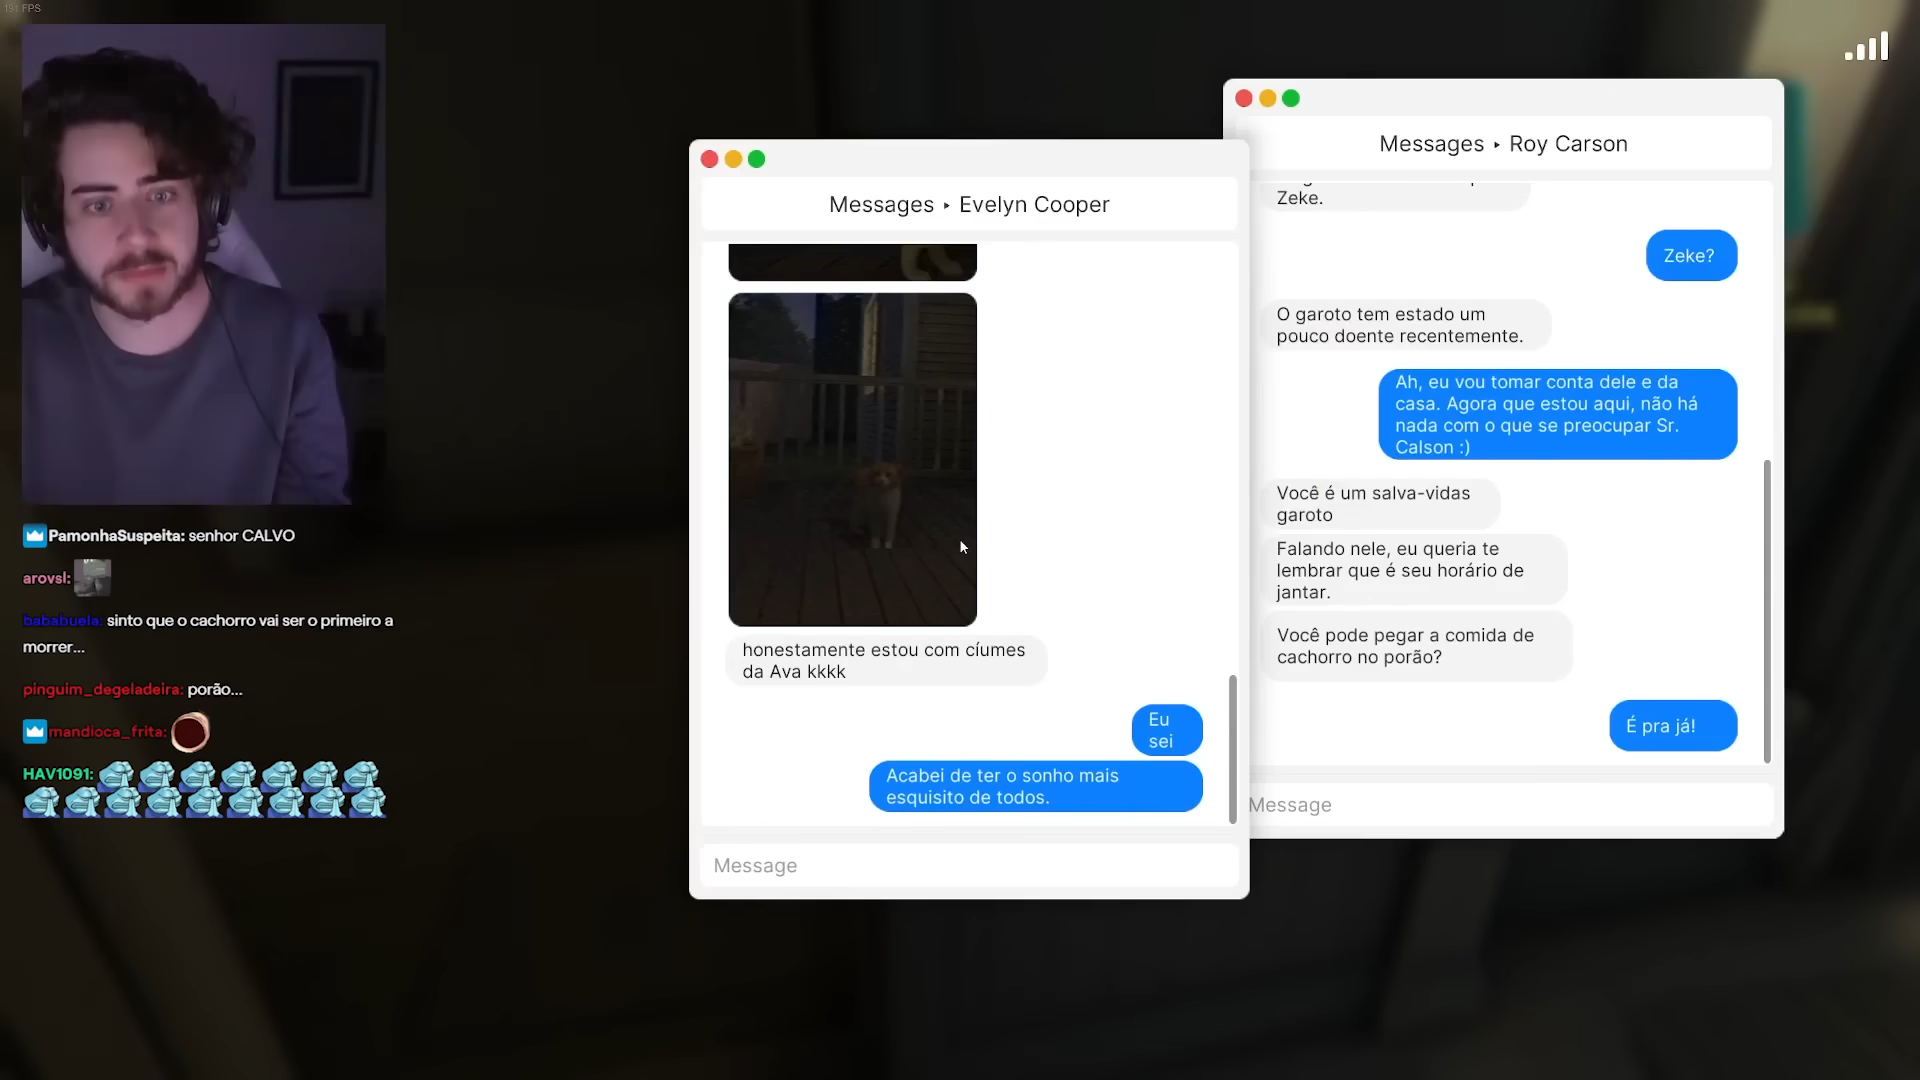 191 FPS
PamonhaSuspeita: senhor CALVO
arovsl:
bababuela: sinto que o cachorro vai ser o primeiro a
morrer...
pinguim_degeladeira: porão...
mandioca_frita:
HAV1091:
Messages ‣ Evelyn Cooper
honestamente estou com cíumes
da Ava kkkk
Eu
sei
Acabei de ter o sonho mais
esquisito de todos.
Message
Messages ‣ Roy Carson
Zeke.
Zeke?
O garoto tem estado um
pouco doente recentemente.
Ah, eu vou tomar conta dele e da
casa. Agora que estou aqui, não há
nada com o que se preocupar Sr.
Calson :)
Você é um salva-vidas
garoto
Falando nele, eu queria te
lembrar que é seu horário de
jantar.
Você pode pegar a comida de
cachorro no porão?
É pra já!
Message